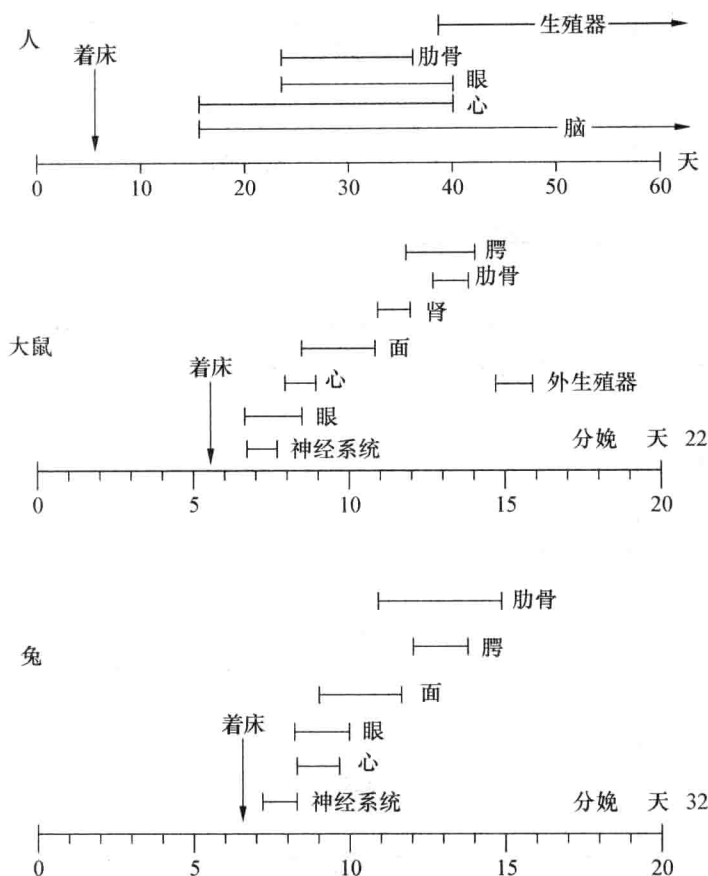 生殖器
人
肋骨
着床
眼
心
脑
天
0 10 20 30 40 50 60
腭
肋骨
肾
大鼠
面
着床
心
外生殖器
眼
神经系统
分娩 天 22
0 5 10 15 20
肋骨
兔
腭
面
着床
眼
心
神经系统
分娩 天 32
0 5 10 15 20